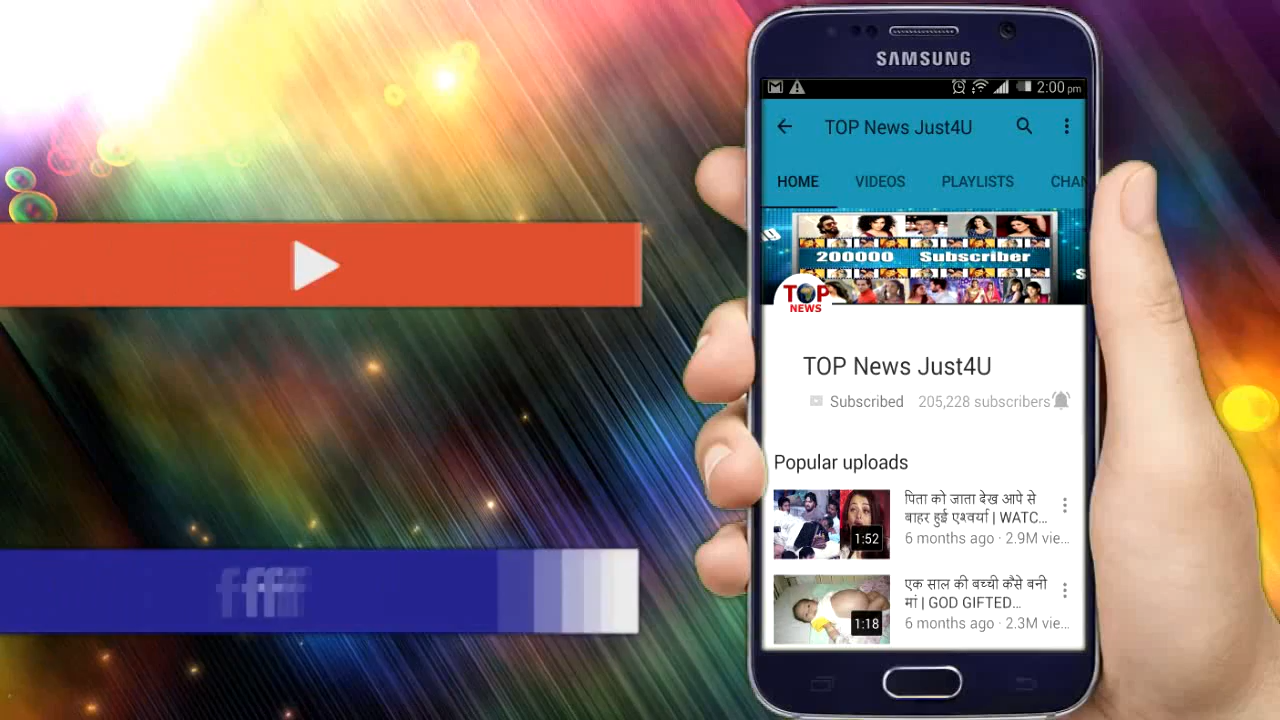 SAMSUNG
2:00 pm
TOP News Just4U
HOME VIDEOS PLAYLISTS CHAN
200000 Subscriber
TOP
NEWS
TOP News Just4U
Subscribed 205,228 subscribers
Popular uploads
पिता को जाता देख आपे से
बाहर हुई एश्वर्या | WATC...
6 months ago · 2.9M vie...
1:52
एक साल की बच्ची कैसे बनी
मां | GOD GIFTED...
6 months ago · 2.3M vie...
1:18